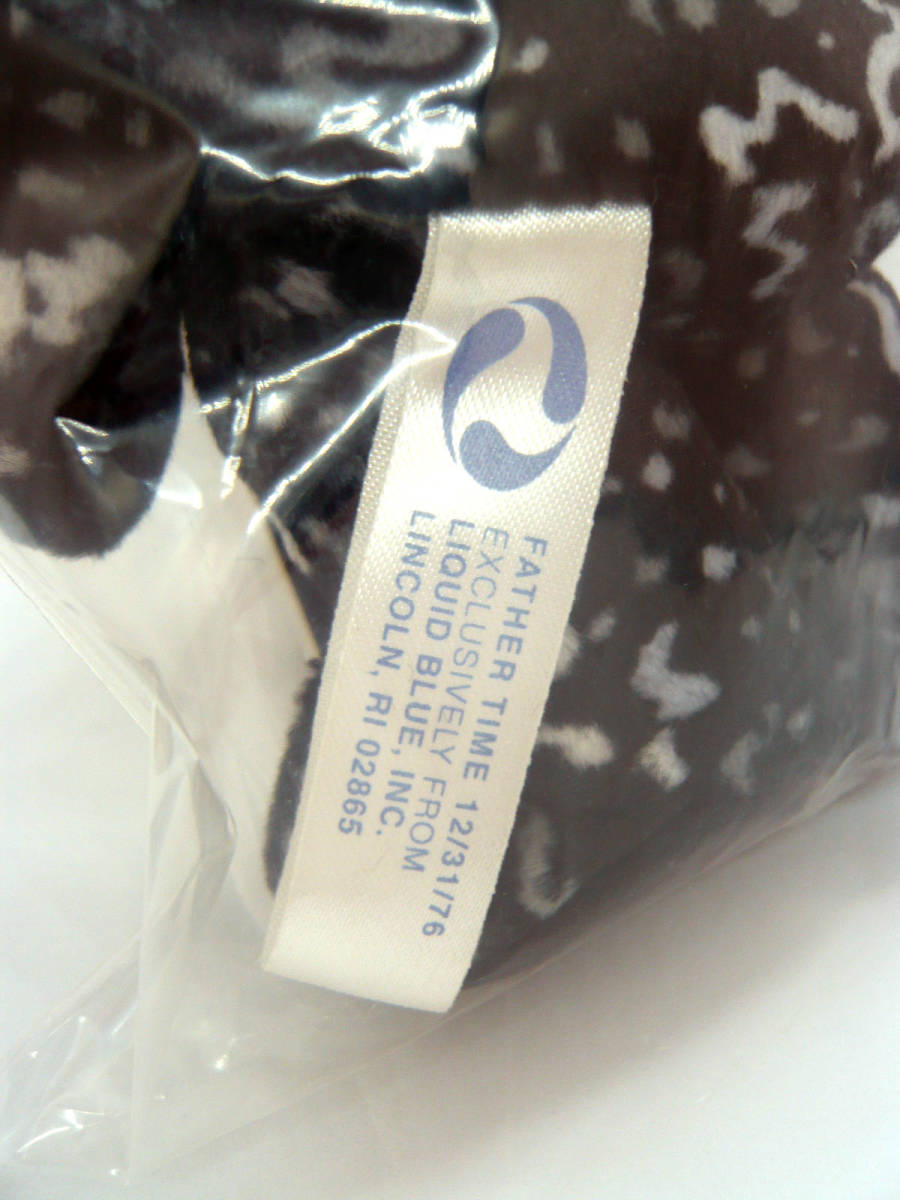 FATHER TIME 12/31/76
EXCLUSIVELY FROM
LIQUID BLUE, INC.
LINCOLN, RI 02865